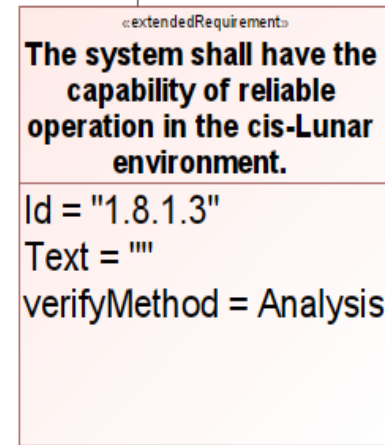 «extendedRequirement»
The system shall have the
capability of reliable
operation in the cis-Lunar
environment.
Id = "1.8.1.3"
Text = ""
verifyMethod = Analysis